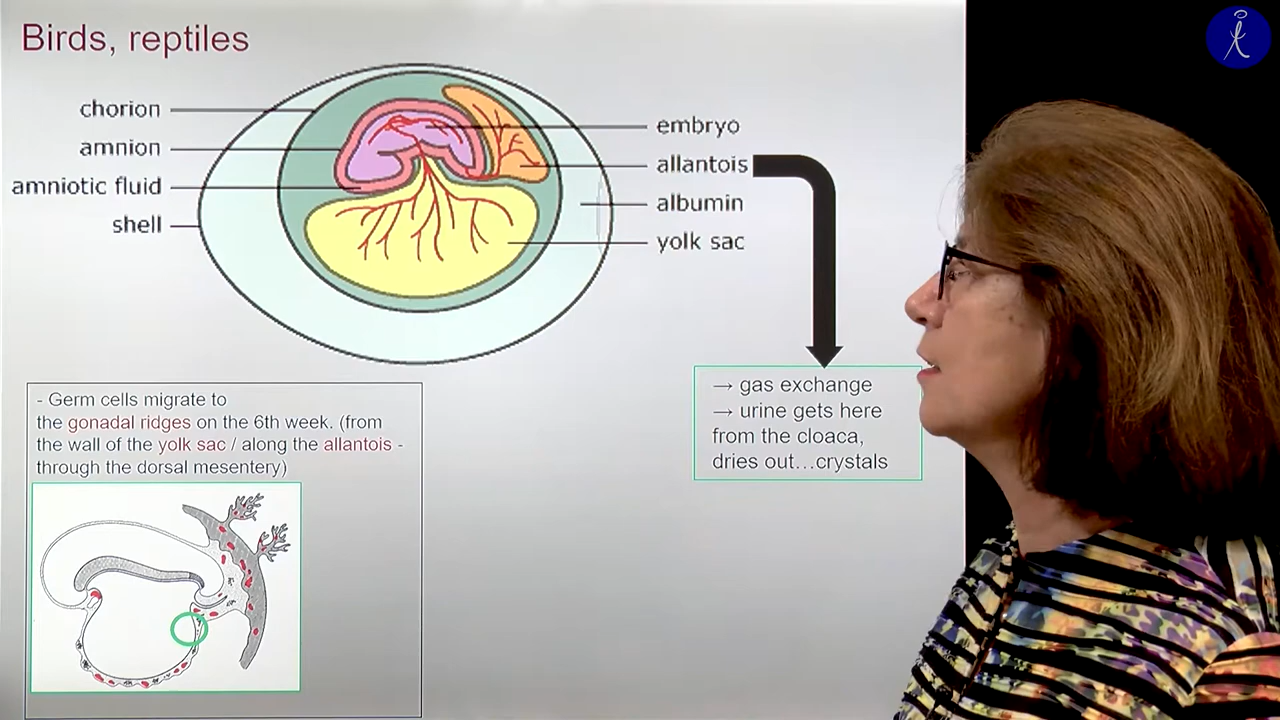 Birds, reptiles
chorion
amnion
amniotic fluid
shell
embryo
allantois
albumin
yolk sac
→ gas exchange
→ urine gets here
from the cloaca,
dries out...crystals
- Germ cells migrate to
the gonadal ridges on the 6th week. (from
the wall of the yolk sac / along the allantois -
through the dorsal mesentery)